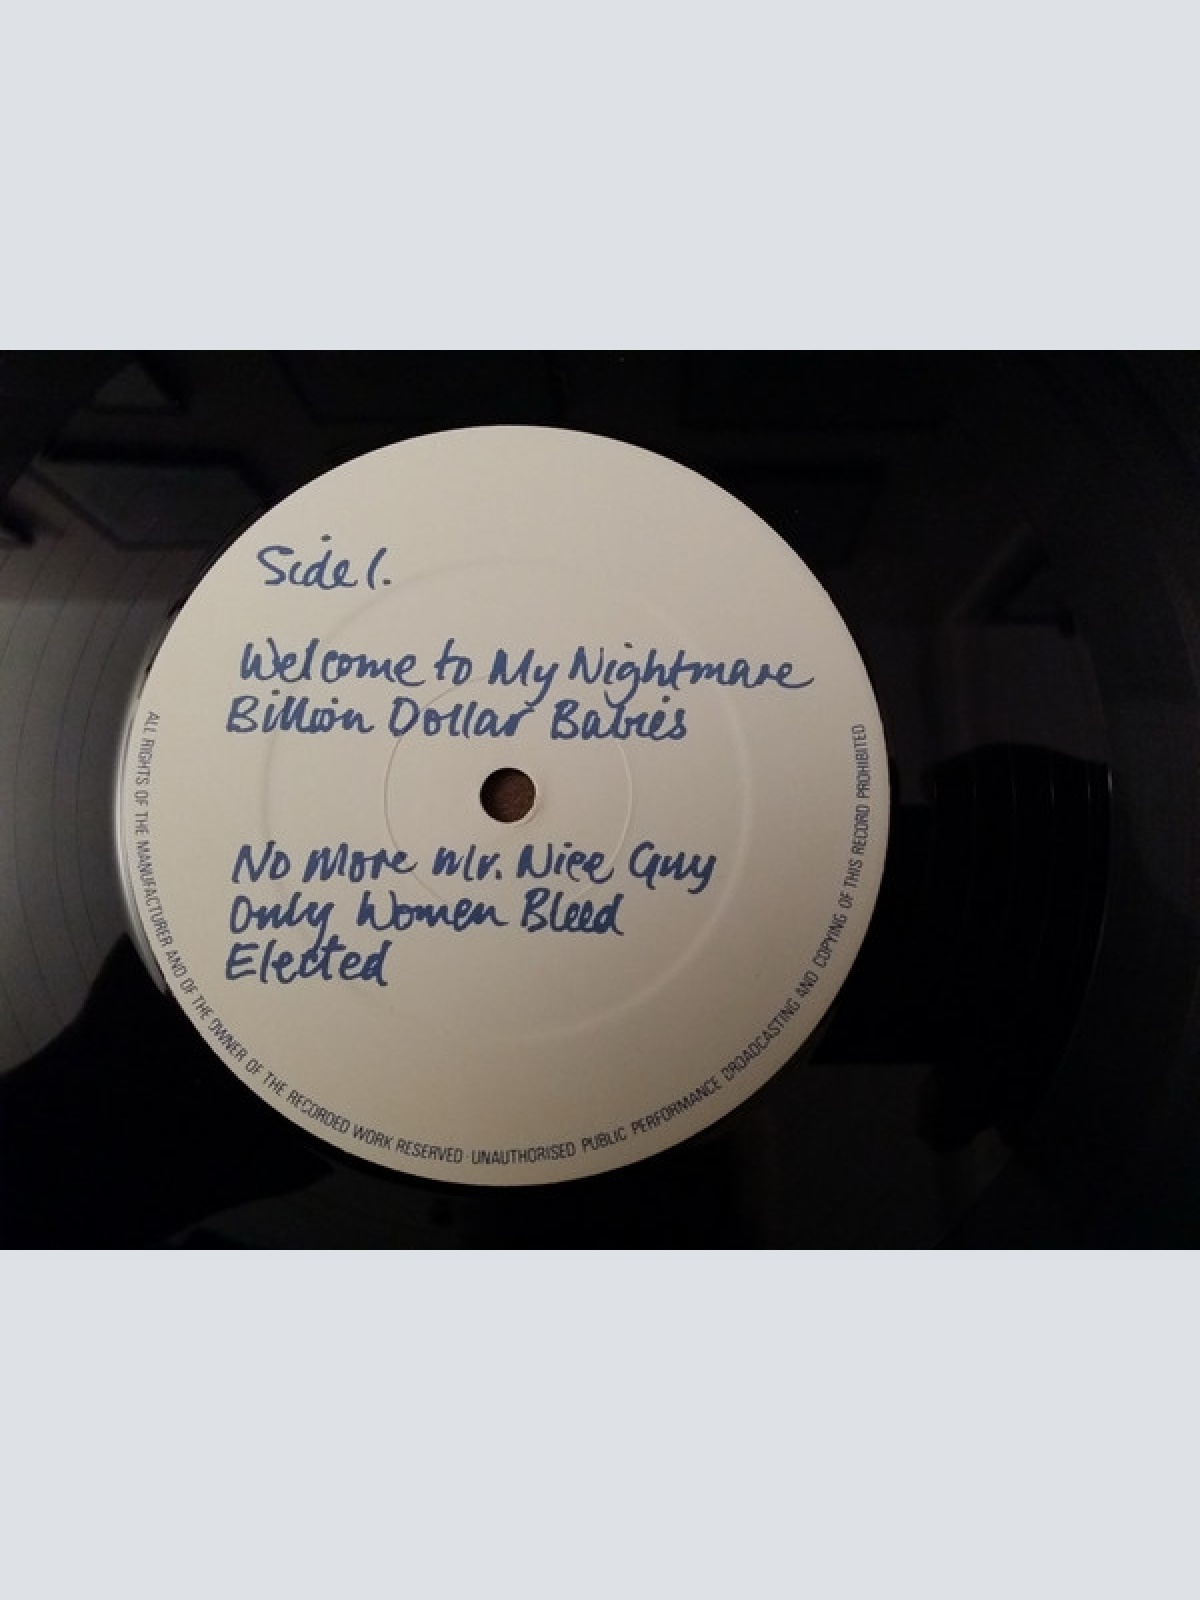 Side 1.
Welcome to My Nightmare
Billion Dollar Babies
No More Mr. Nice Guy
Only Women Bleed
Elected
ALL RIGHTS OF THE MANUFACTURER AND OF THE OWNER OF THE RECORDED WORK RESERVED · UNAUTHORISED PUBLIC PERFORMANCE BROADCASTING AND COPYING OF THIS RECORD PROHIBITED